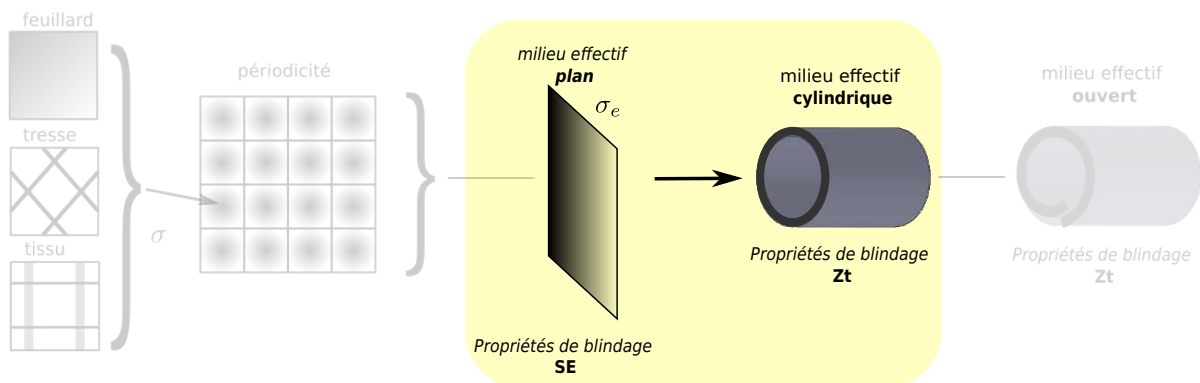 feuillard
tresse
tissu
σ
périodicité
milieu effectif
plan
σe
Propriétés de blindage
SE
milieu effectif
cylindrique
Propriétés de blindage
Zt
milieu effectif
ouvert
Propriétés de blindage
Zt